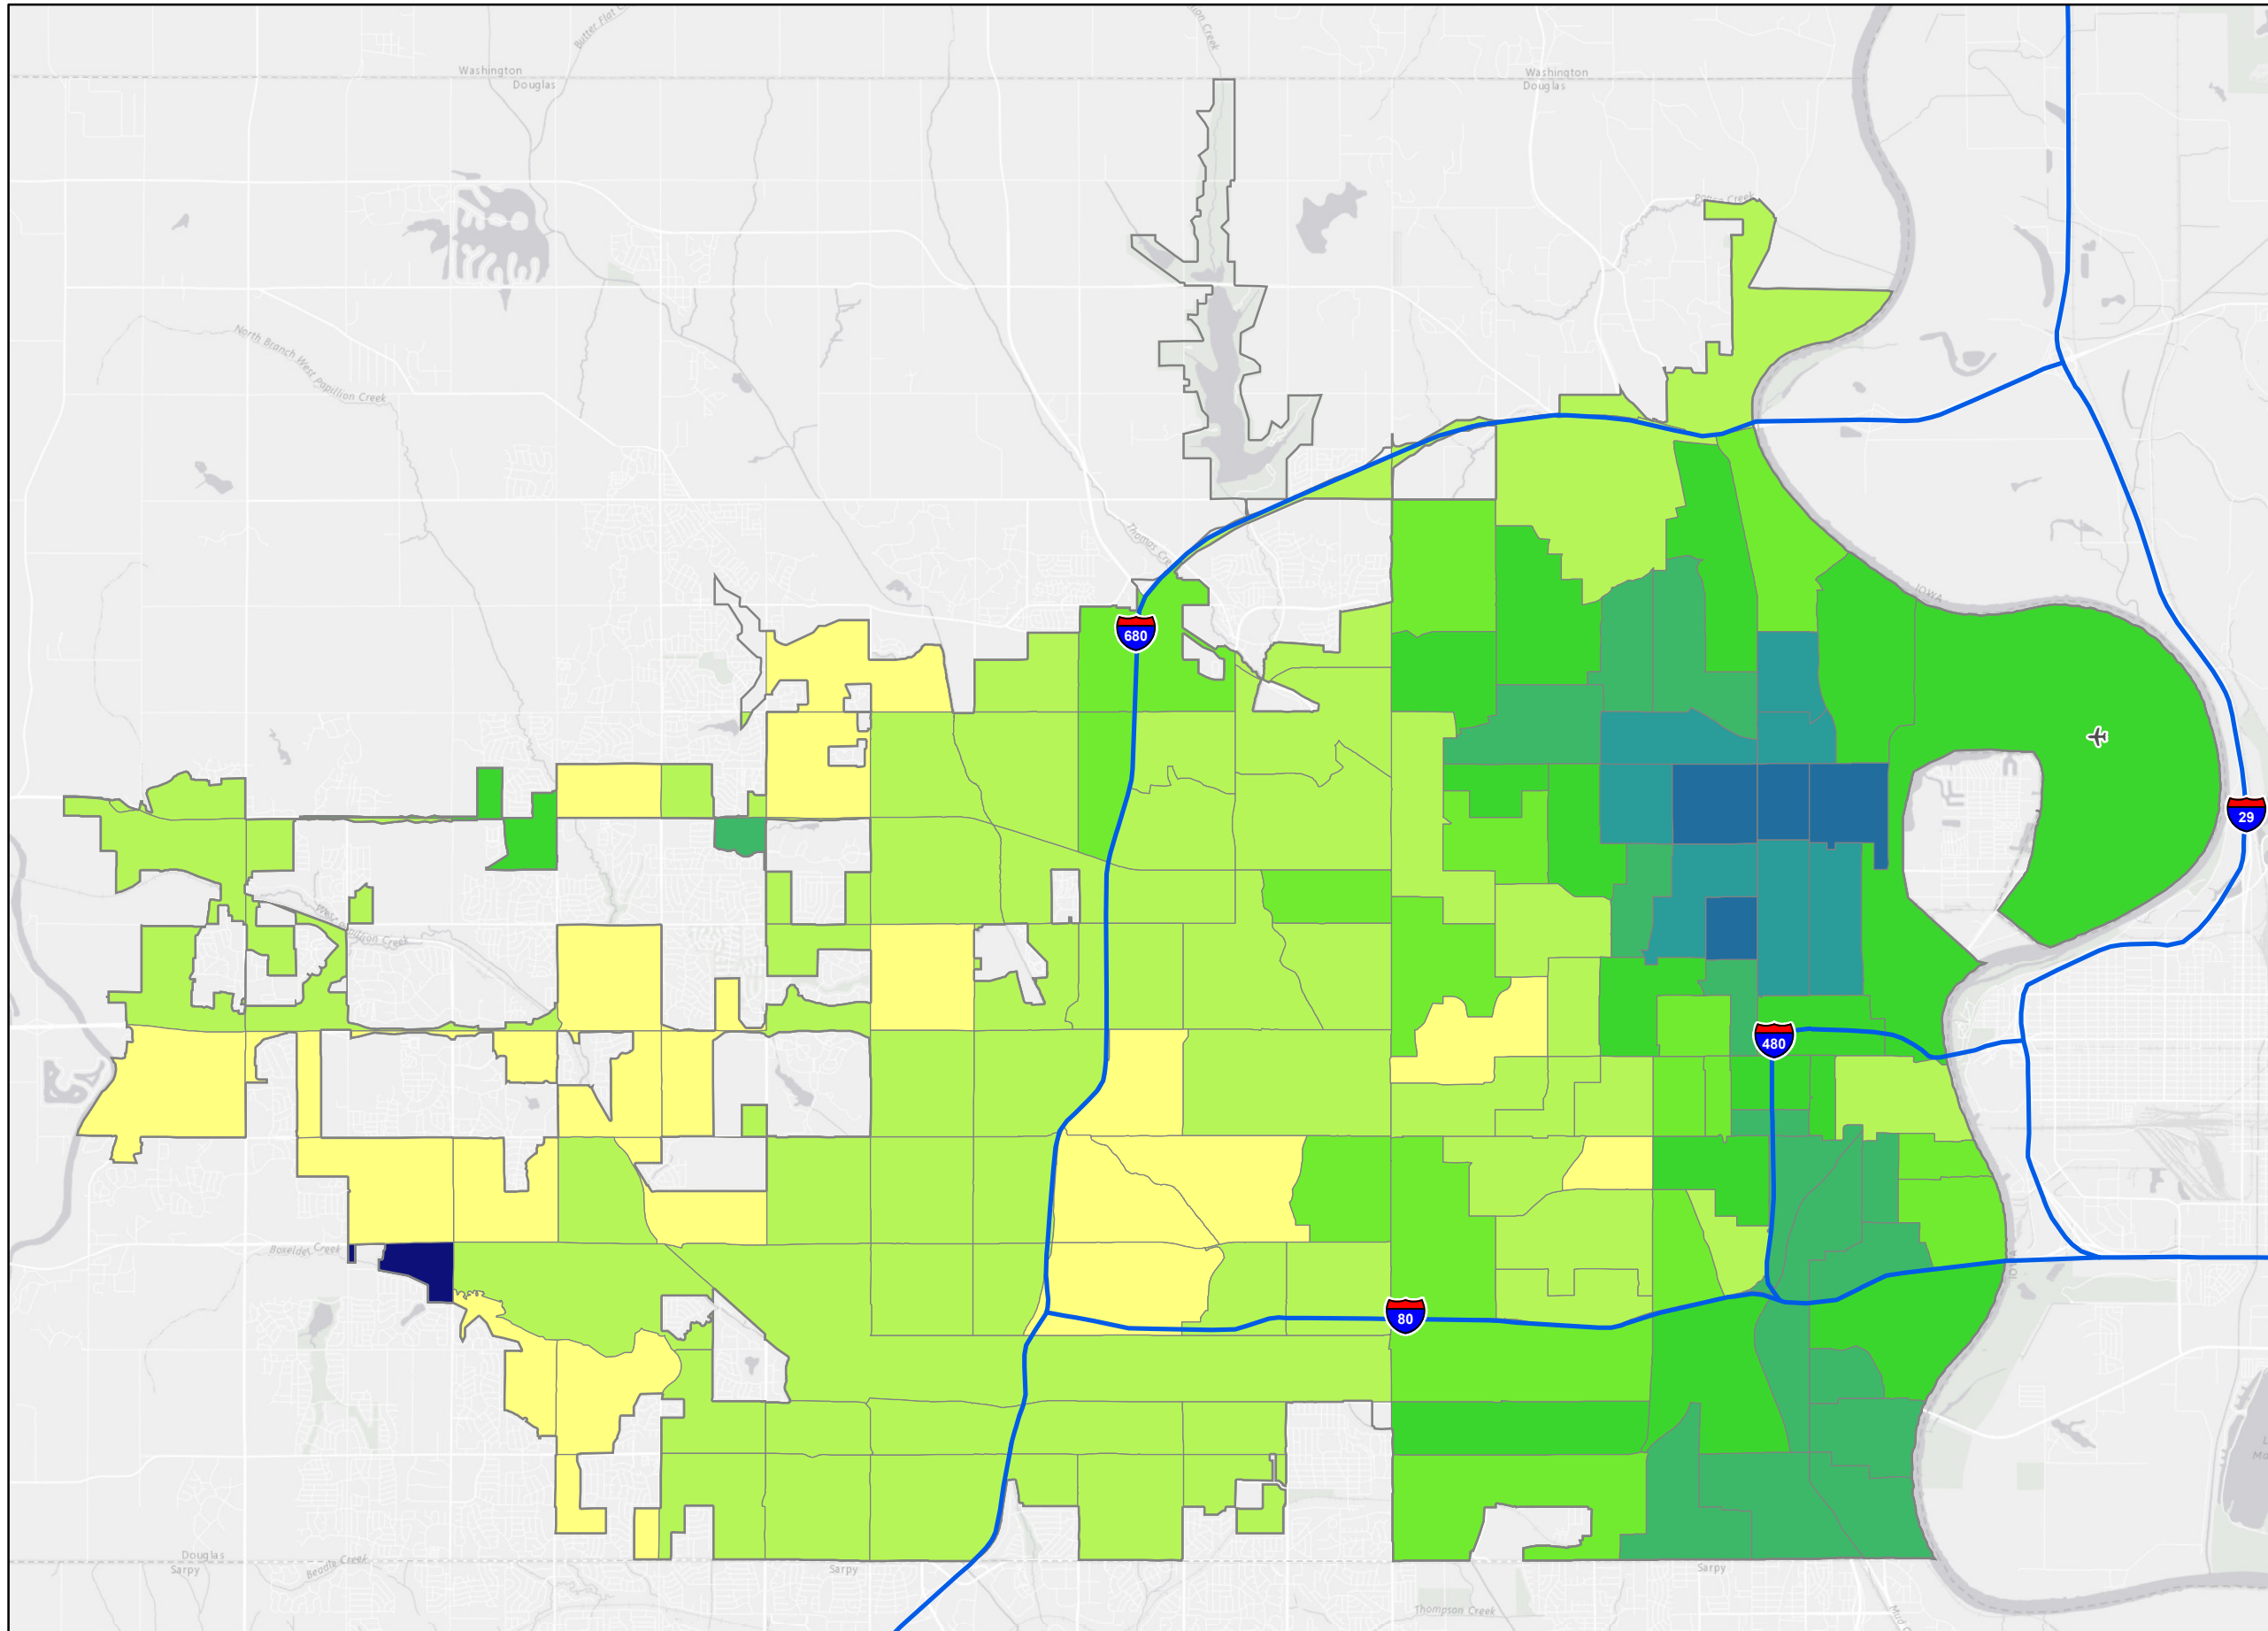 Washington
Douglas
Washington
Douglas
North Branch West Papillion Creek
IOWA
680
29
480
Boxelder Creek
IOWA
80
Douglas
Sarpy
Beadle Creek
Sarpy
Sarpy
Thompson Creek